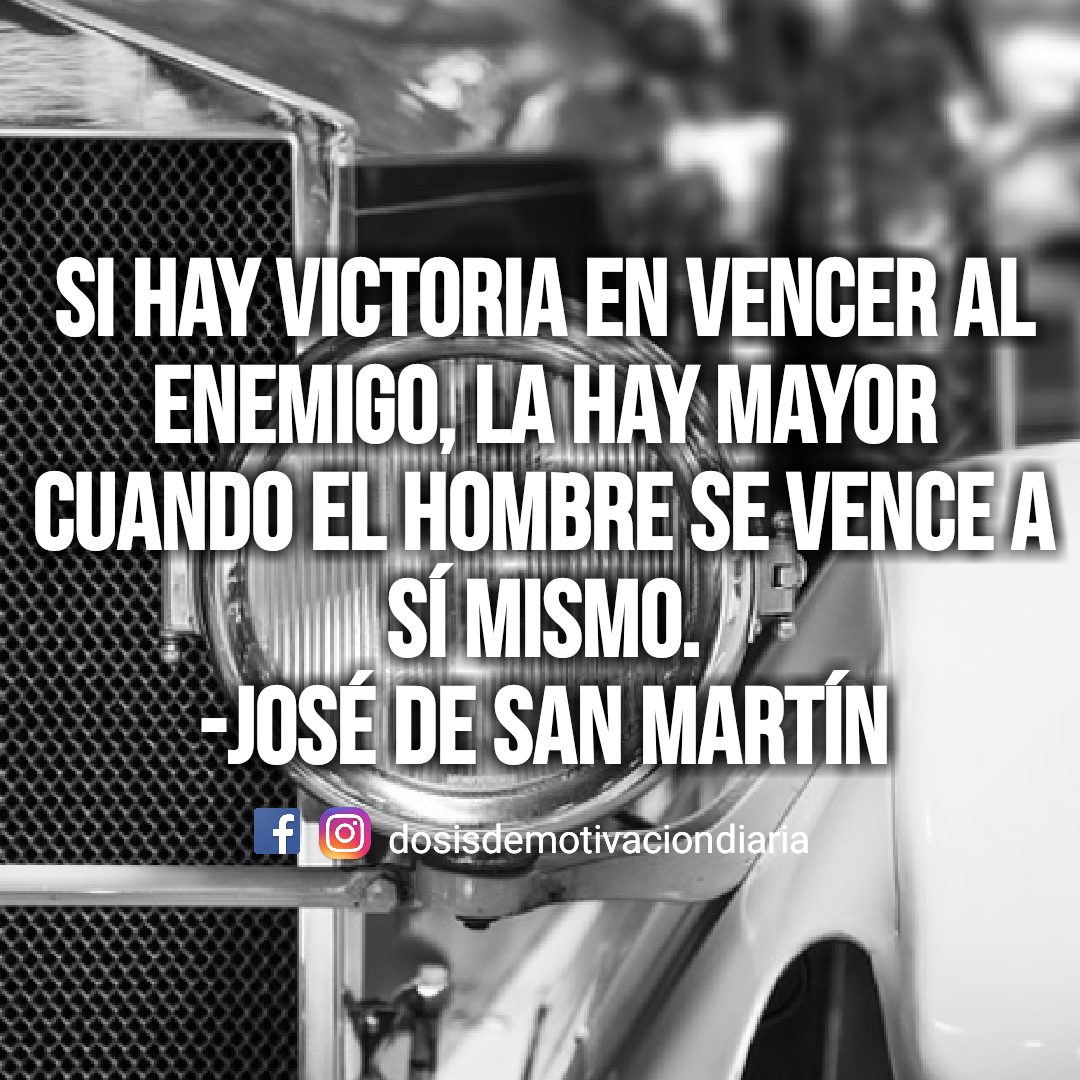 SI HAY VICTORIA EN VENCER AL
ENEMIGO, LA HAY MAYOR
CUANDO EL HOMBRE SE VENCE A
SÍ MISMO.
-JOSÉ DE SAN MARTÍN
dosisdemotivaciondiaria